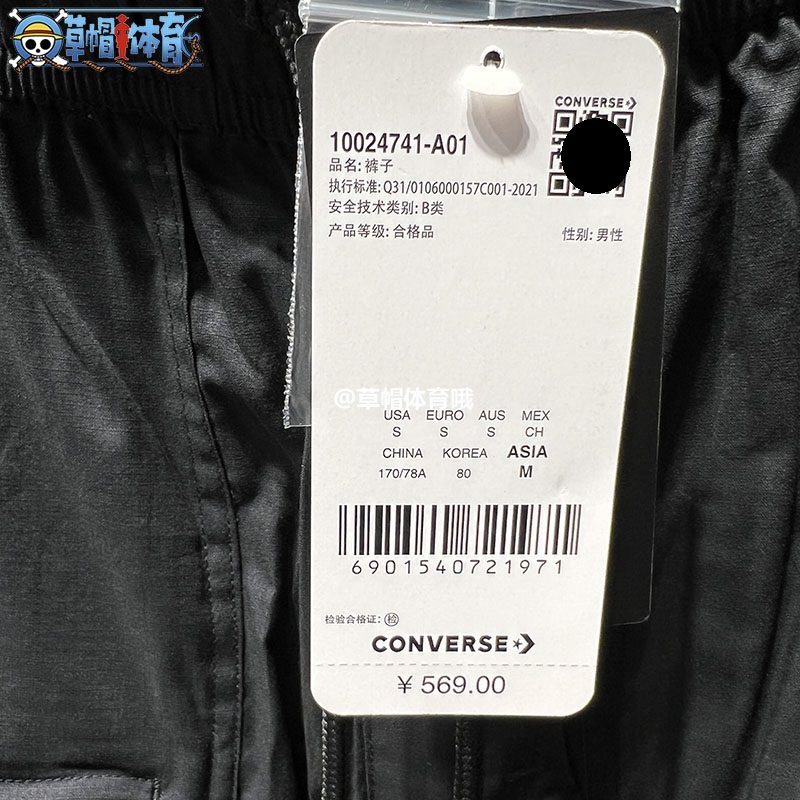 草帽体育
CONVERSE
10024741-A01
品名: 裤子
执行标准: Q31/0106000157C001-2021
安全技术类别: B类
产品等级: 合格品
性别: 男性
@草帽体育哦
USA EURO AUS MEX
S S S CH
CHINA KOREA ASIA
170/78A 80 M
6901540721971
检验合格证: 检
CONVERSE
¥ 569.00